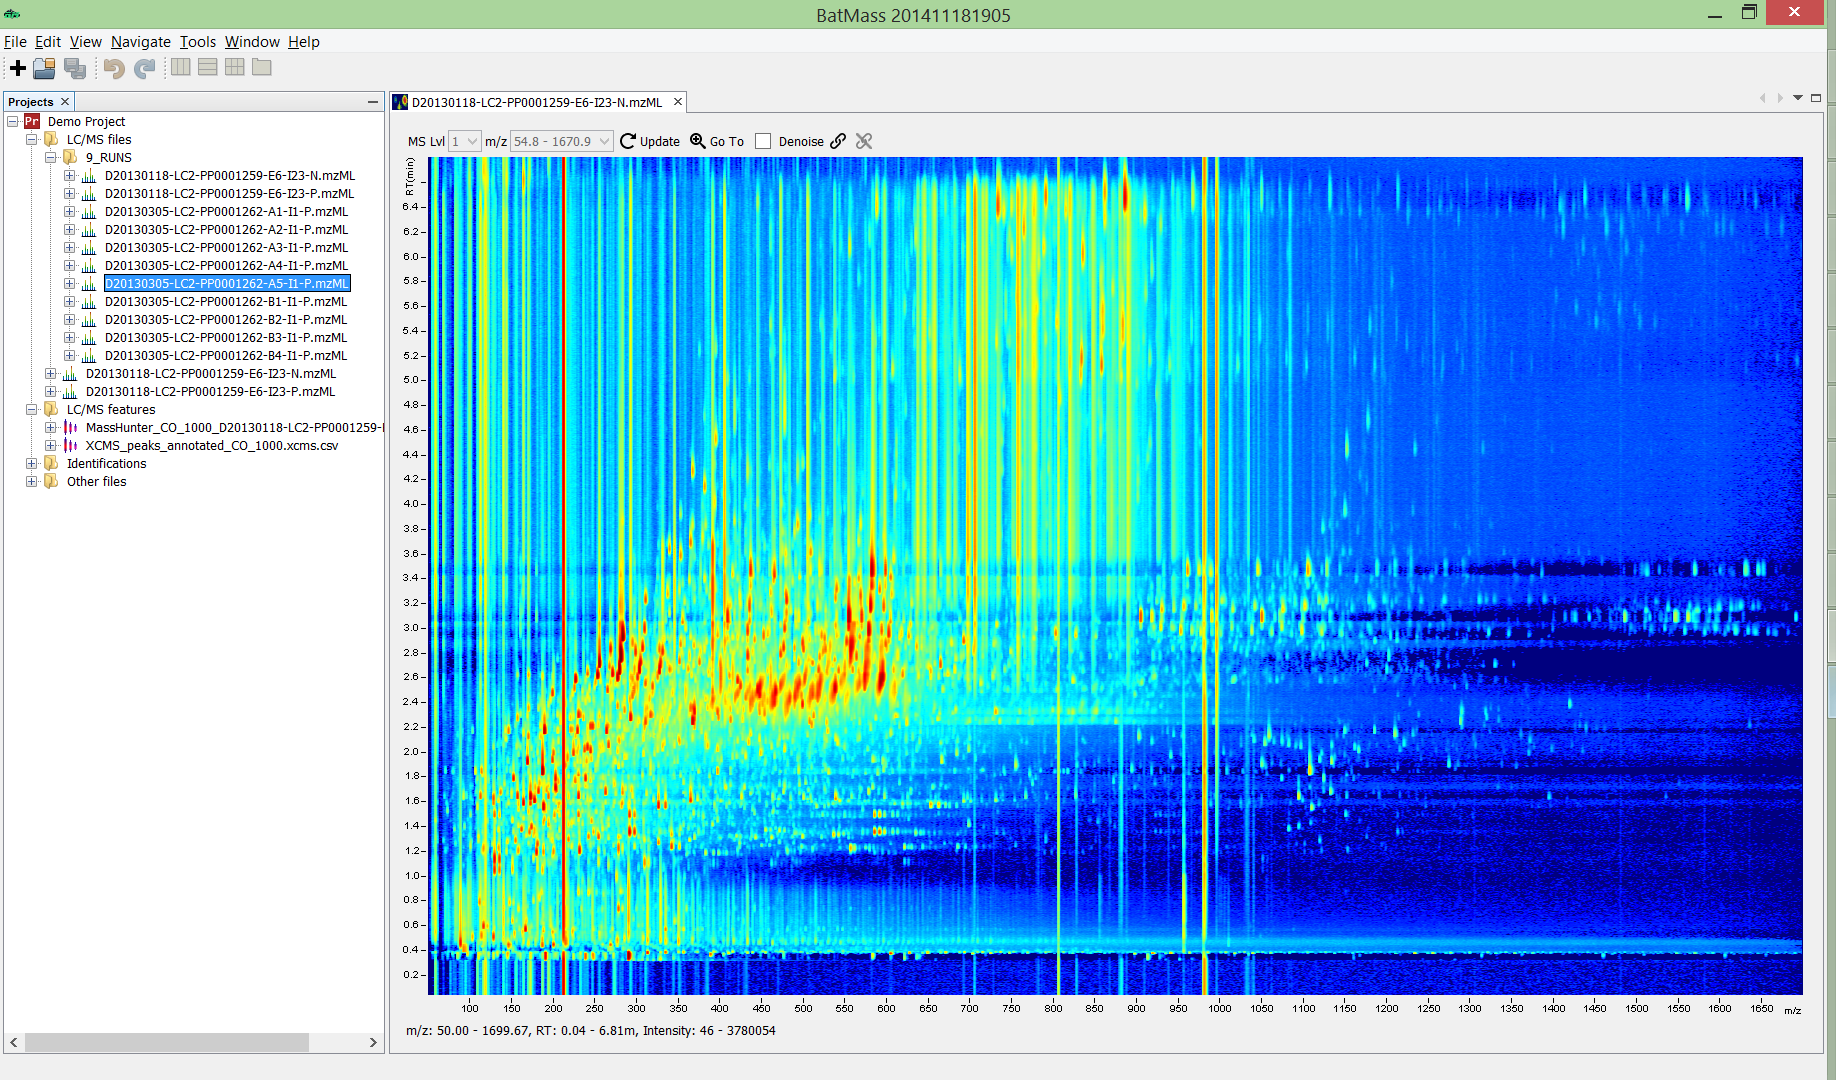 BatMass 201411181905
File Edit View Navigate Tools Window Help
Projects
Pr Demo Project
LC/MS files
9_RUNS
D20130118-LC2-PP0001259-E6-I23-N.mzML
D20130118-LC2-PP0001259-E6-I23-P.mzML
D20130305-LC2-PP0001262-A1-I1-P.mzML
D20130305-LC2-PP0001262-A2-I1-P.mzML
D20130305-LC2-PP0001262-A3-I1-P.mzML
D20130305-LC2-PP0001262-A4-I1-P.mzML
D20130305-LC2-PP0001262-A5-I1-P.mzML
D20130305-LC2-PP0001262-B1-I1-P.mzML
D20130305-LC2-PP0001262-B2-I1-P.mzML
D20130305-LC2-PP0001262-B3-I1-P.mzML
D20130305-LC2-PP0001262-B4-I1-P.mzML
D20130118-LC2-PP0001259-E6-I23-N.mzML
D20130118-LC2-PP0001259-E6-I23-P.mzML
LC/MS features
MassHunter_CO_1000_D20130118-LC2-PP0001259-
XCMS_peaks_annotated_CO_1000.xcms.csv
Identifications
Other files
D20130118-LC2-PP0001259-E6-I23-N.mzML
MS Lvl 1 m/z 54.8 - 1670.9 Update Go To Denoise
RT(min)
6.4
6.2
6.0
5.8
5.6
5.4
5.2
5.0
4.8
4.6
4.4
4.2
4.0
3.8
3.6
3.4
3.2
3.0
2.8
2.6
2.4
2.2
2.0
1.8
1.6
1.4
1.2
1.0
0.8
0.6
0.4
0.2
100 150 200 250 300 350 400 450 500 550 600 650 700 750 800 850 900 950 1000 1050 1100 1150 1200 1250 1300 1350 1400 1450 1500 1550 1600 1650 m/z
m/z: 50.00 - 1699.67, RT: 0.04 - 6.81m, Intensity: 46 - 3780054